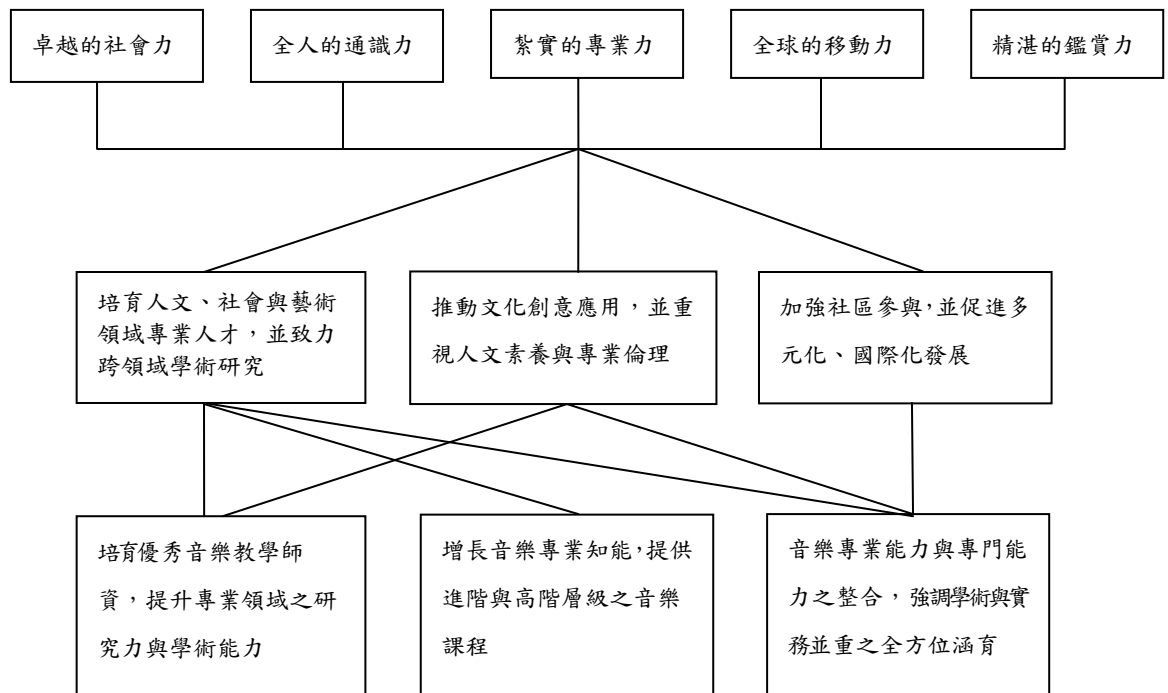 卓越的社會力
全人的通識力
紮實的專業力
全球的移動力
精湛的鑑賞力
培育人文、社會與藝術
領域專業人才，並致力
跨領域學術研究
推動文化創意應用，並重
視人文素養與專業倫理
加強社區參與，並促進多
元化、國際化發展
培育優秀音樂教學師
資，提升專業領域之研
究力與學術能力
增長音樂專業知能，提供
進階與高階層級之音樂
課程
音樂專業能力與專門能
力之整合，強調學術與實
務並重之全方位涵育